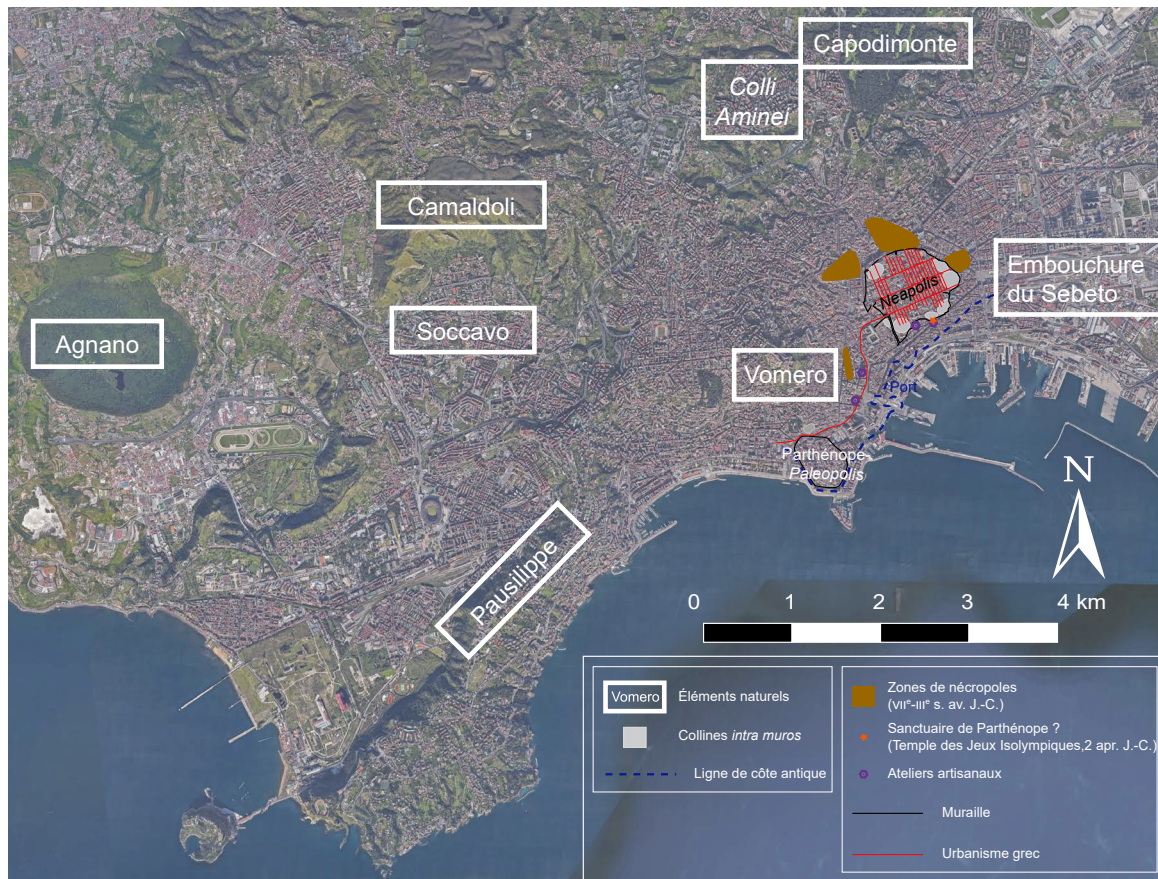 Capodimonte
Colli
Aminei
Camaldoli
Embouchure
du Sebeto
Neapolis
Soccavo
Agnano
Vomero
Port
Parthénope-
Paleopolis
N
Pausilippe
0 1 2 3 4 km
Vomero Éléments naturels
Collines intra muros
Ligne de côte antique
Zones de nécropoles
(VIIe-IIIe s. av. J.-C.)
Sanctuaire de Parthénope ?
(Temple des Jeux Isolympiques,2 apr. J.-C.)
Ateliers artisanaux
Muraille
Urbanisme grec